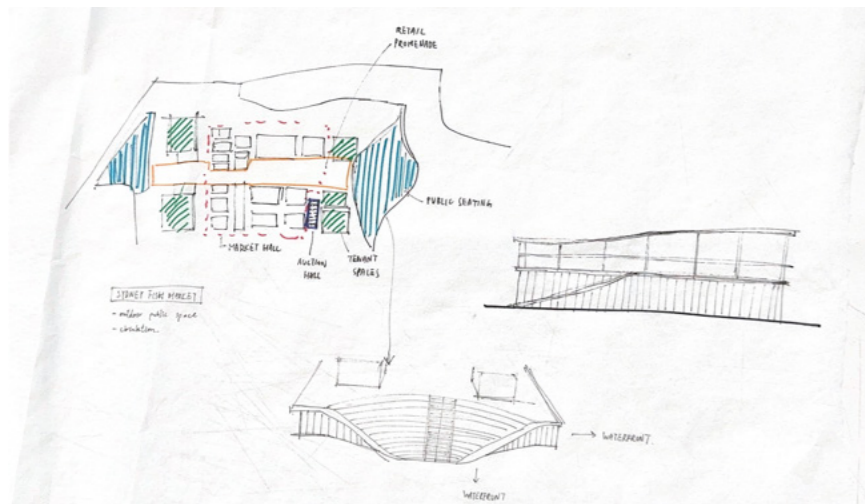 RETAIL
PROMENADE
PUBLIC SEATING
MARKET HALL
AUCTION
HALL
TENANT
SPACES
SYDNEY FISH MARKET
- outdoor public space
- circulation
WATERFRONT.
WATERFRONT